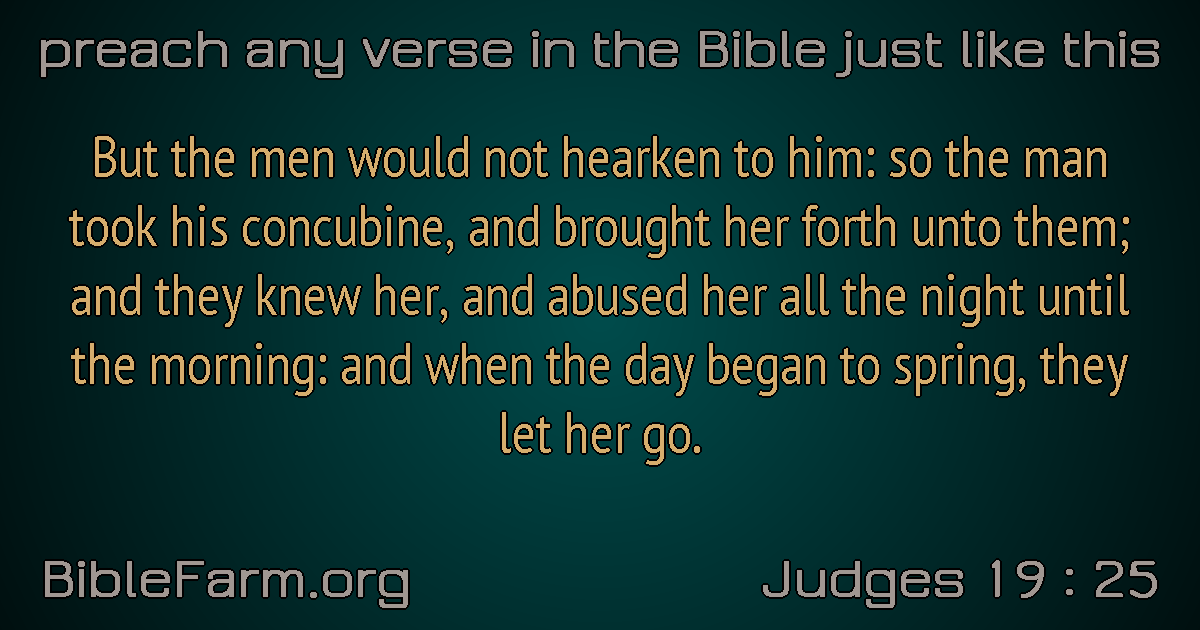 preach any verse in the Bible just like this
But the men would not hearken to him: so the man
took his concubine, and brought her forth unto them;
and they knew her, and abused her all the night until
the morning: and when the day began to spring, they
let her go.
BibleFarm.org
Judges 19 : 25